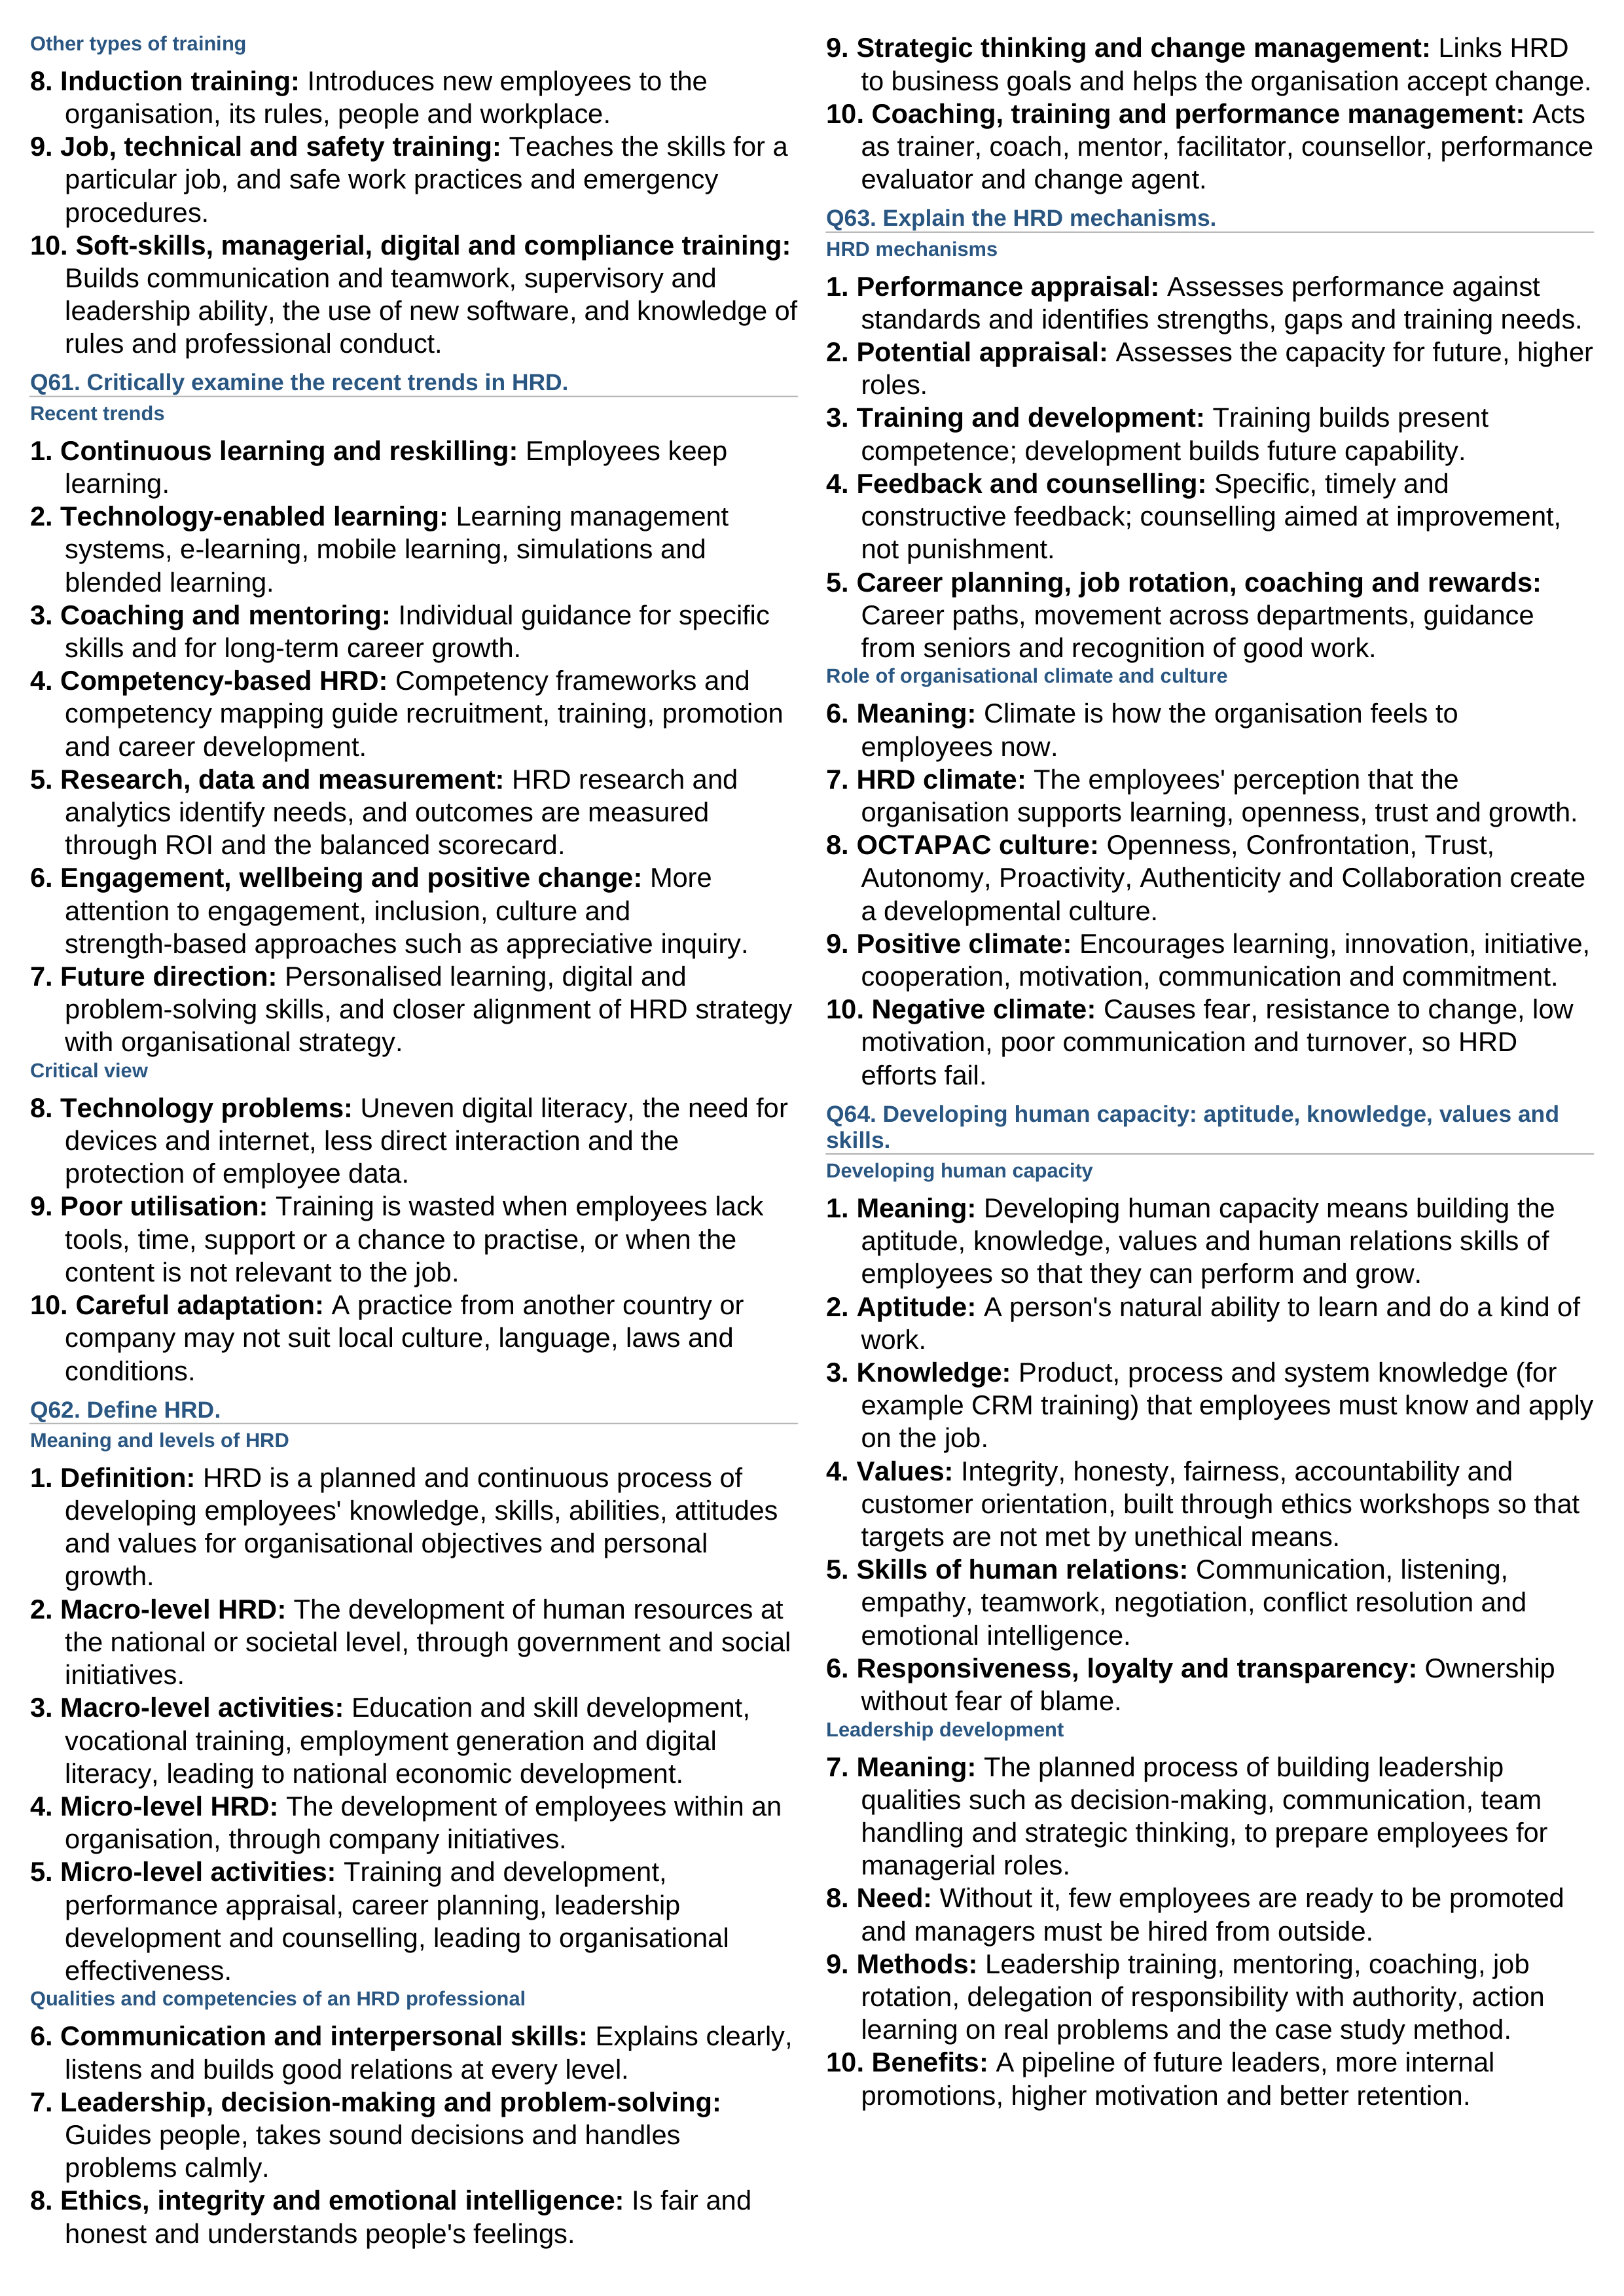 Other types of training
8. Induction training: Introduces new employees to the
organisation, its rules, people and workplace.
9. Job, technical and safety training: Teaches the skills for a
particular job, and safe work practices and emergency
procedures.
10. Soft-skills, managerial, digital and compliance training:
Builds communication and teamwork, supervisory and
leadership ability, the use of new software, and knowledge of
rules and professional conduct.
Q61. Critically examine the recent trends in HRD.
Recent trends
1. Continuous learning and reskilling: Employees keep
learning.
2. Technology-enabled learning: Learning management
systems, e-learning, mobile learning, simulations and
blended learning.
3. Coaching and mentoring: Individual guidance for specific
skills and for long-term career growth.
4. Competency-based HRD: Competency frameworks and
competency mapping guide recruitment, training, promotion
and career development.
5. Research, data and measurement: HRD research and
analytics identify needs, and outcomes are measured
through ROI and the balanced scorecard.
6. Engagement, wellbeing and positive change: More
attention to engagement, inclusion, culture and
strength-based approaches such as appreciative inquiry.
7. Future direction: Personalised learning, digital and
problem-solving skills, and closer alignment of HRD strategy
with organisational strategy.
Critical view
8. Technology problems: Uneven digital literacy, the need for
devices and internet, less direct interaction and the
protection of employee data.
9. Poor utilisation: Training is wasted when employees lack
tools, time, support or a chance to practise, or when the
content is not relevant to the job.
10. Careful adaptation: A practice from another country or
company may not suit local culture, language, laws and
conditions.
Q62. Define HRD.
Meaning and levels of HRD
1. Definition: HRD is a planned and continuous process of
developing employees' knowledge, skills, abilities, attitudes
and values for organisational objectives and personal
growth.
2. Macro-level HRD: The development of human resources at
the national or societal level, through government and social
initiatives.
3. Macro-level activities: Education and skill development,
vocational training, employment generation and digital
literacy, leading to national economic development.
4. Micro-level HRD: The development of employees within an
organisation, through company initiatives.
5. Micro-level activities: Training and development,
performance appraisal, career planning, leadership
development and counselling, leading to organisational
effectiveness.
Qualities and competencies of an HRD professional
6. Communication and interpersonal skills: Explains clearly,
listens and builds good relations at every level.
7. Leadership, decision-making and problem-solving:
Guides people, takes sound decisions and handles
problems calmly.
8. Ethics, integrity and emotional intelligence: Is fair and
honest and understands people's feelings.
9. Strategic thinking and change management: Links HRD
to business goals and helps the organisation accept change.
10. Coaching, training and performance management: Acts
as trainer, coach, mentor, facilitator, counsellor, performance
evaluator and change agent.
Q63. Explain the HRD mechanisms.
HRD mechanisms
1. Performance appraisal: Assesses performance against
standards and identifies strengths, gaps and training needs.
2. Potential appraisal: Assesses the capacity for future, higher
roles.
3. Training and development: Training builds present
competence; development builds future capability.
4. Feedback and counselling: Specific, timely and
constructive feedback; counselling aimed at improvement,
not punishment.
5. Career planning, job rotation, coaching and rewards:
Career paths, movement across departments, guidance
from seniors and recognition of good work.
Role of organisational climate and culture
6. Meaning: Climate is how the organisation feels to
employees now.
7. HRD climate: The employees' perception that the
organisation supports learning, openness, trust and growth.
8. OCTAPAC culture: Openness, Confrontation, Trust,
Autonomy, Proactivity, Authenticity and Collaboration create
a developmental culture.
9. Positive climate: Encourages learning, innovation, initiative,
cooperation, motivation, communication and commitment.
10. Negative climate: Causes fear, resistance to change, low
motivation, poor communication and turnover, so HRD
efforts fail.
Q64. Developing human capacity: aptitude, knowledge, values and
skills.
Developing human capacity
1. Meaning: Developing human capacity means building the
aptitude, knowledge, values and human relations skills of
employees so that they can perform and grow.
2. Aptitude: A person's natural ability to learn and do a kind of
work.
3. Knowledge: Product, process and system knowledge (for
example CRM training) that employees must know and apply
on the job.
4. Values: Integrity, honesty, fairness, accountability and
customer orientation, built through ethics workshops so that
targets are not met by unethical means.
5. Skills of human relations: Communication, listening,
empathy, teamwork, negotiation, conflict resolution and
emotional intelligence.
6. Responsiveness, loyalty and transparency: Ownership
without fear of blame.
Leadership development
7. Meaning: The planned process of building leadership
qualities such as decision-making, communication, team
handling and strategic thinking, to prepare employees for
managerial roles.
8. Need: Without it, few employees are ready to be promoted
and managers must be hired from outside.
9. Methods: Leadership training, mentoring, coaching, job
rotation, delegation of responsibility with authority, action
learning on real problems and the case study method.
10. Benefits: A pipeline of future leaders, more internal
promotions, higher motivation and better retention.